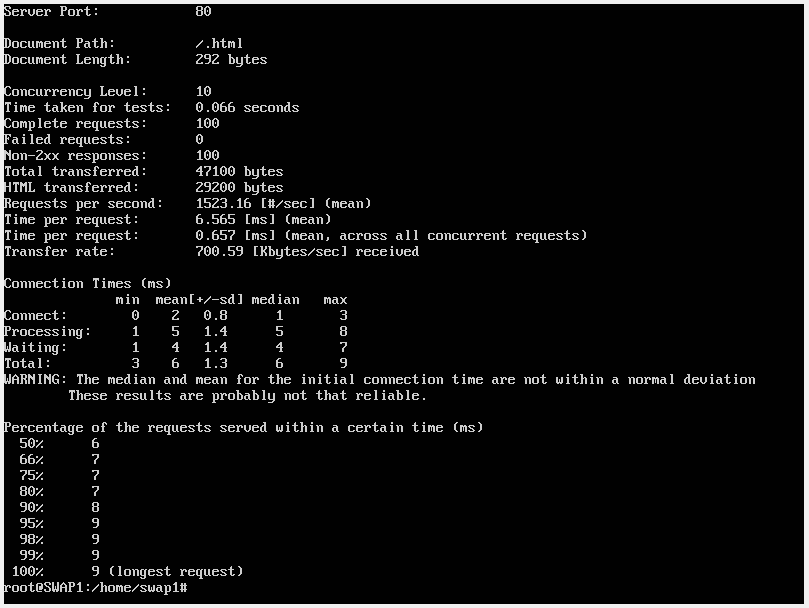 Server Port:            80
Document Path:          /.html
Document Length:        292 bytes
Concurrency Level:      10
Time taken for tests:   0.066 seconds
Complete requests:      100
Failed requests:        0
Non-2xx responses:      100
Total transferred:      47100 bytes
HTML transferred:       29200 bytes
Requests per second:    1523.16 [#/sec] (mean)
Time per request:       6.565 [ms] (mean)
Time per request:       0.657 [ms] (mean, across all concurrent requests)
Transfer rate:          700.59 [Kbytes/sec] received
Connection Times (ms)
              min  mean[+/-sd] median   max
Connect:        0    2   0.8      1       3
Processing:     1    5   1.4      5       8
Waiting:        1    4   1.4      4       7
Total:          3    6   1.3      6       9
WARNING: The median and mean for the initial connection time are not within a normal deviation
        These results are probably not that reliable.
Percentage of the requests served within a certain time (ms)
  50%      6
  66%      7
  75%      7
  80%      7
  90%      8
  95%      9
  98%      9
  99%      9
 100%      9 (longest request)
root@SWAP1:/home/swap1#